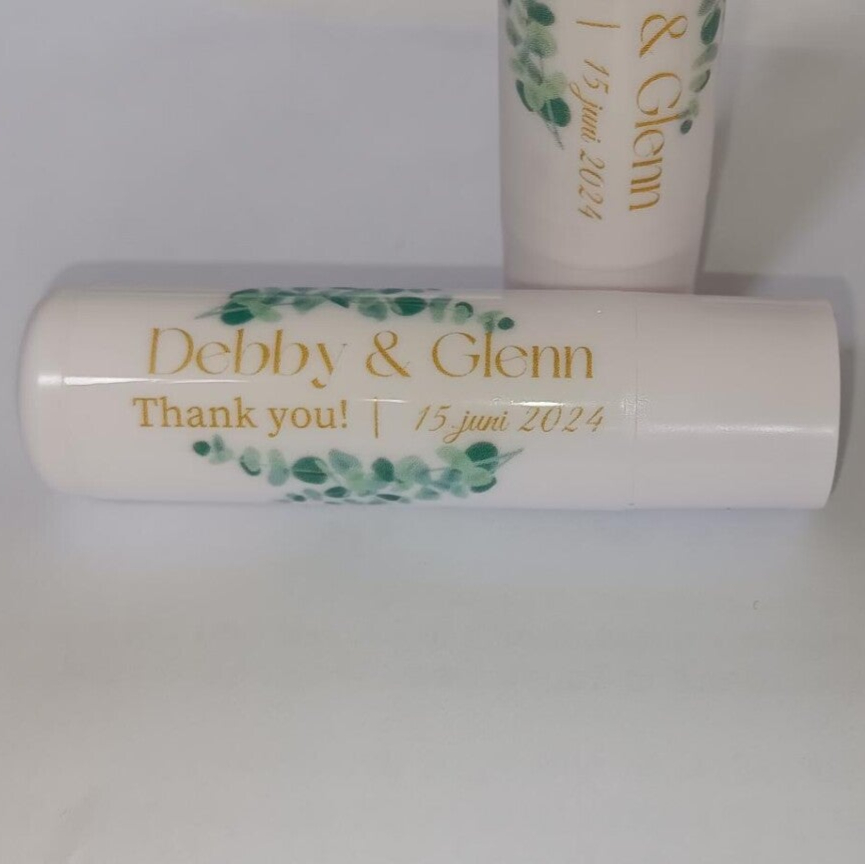 & Glenn
| 15.juni 2024
Debby & Glenn
Thank you! | 15.juni 2024